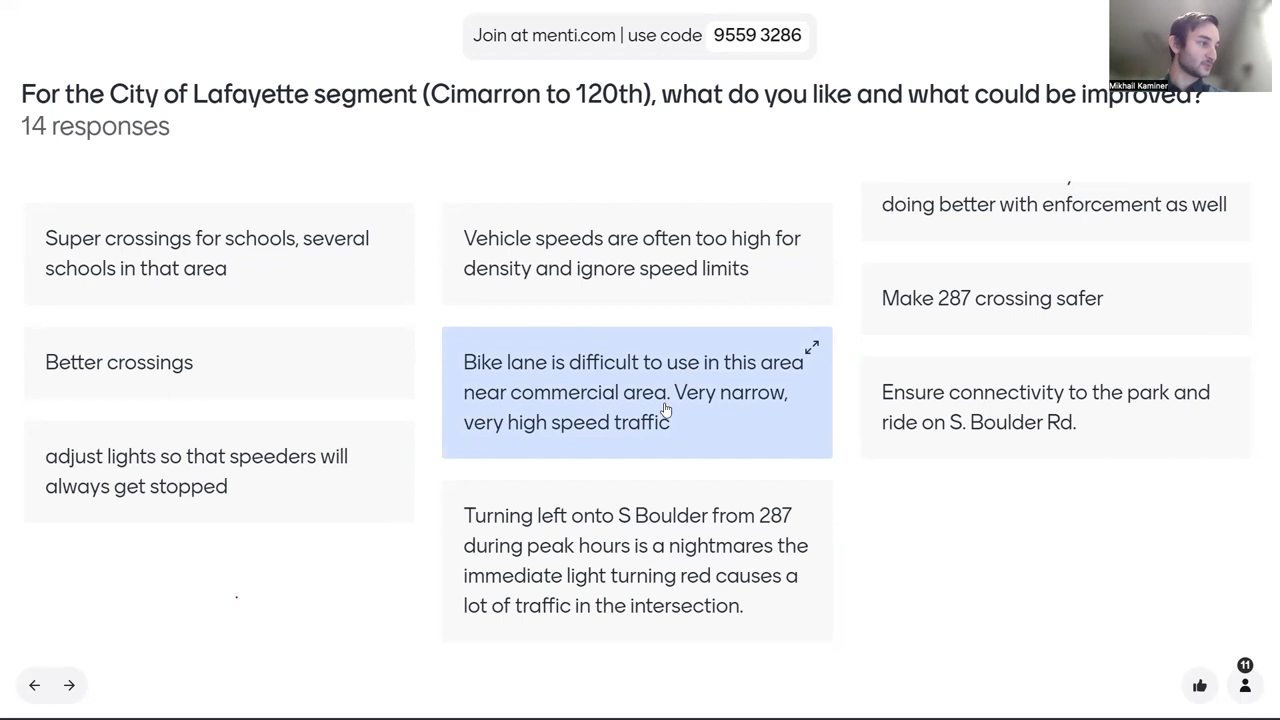 Join at menti.com | use code 9559 3286
Mikhail Kaminer
For the City of Lafayette segment (Cimarron to 120th), what do you like and what could be improved?
14 responses
Super crossings for schools, several
schools in that area
Better crossings
adjust lights so that speeders will
always get stopped
Vehicle speeds are often too high for
density and ignore speed limits
Bike lane is difficult to use in this area
near commercial area. Very narrow,
very high speed traffic
Turning left onto S Boulder from 287
during peak hours is a nightmares the
immediate light turning red causes a
lot of traffic in the intersection.
doing better with enforcement as well
Make 287 crossing safer
Ensure connectivity to the park and
ride on S. Boulder Rd.
11